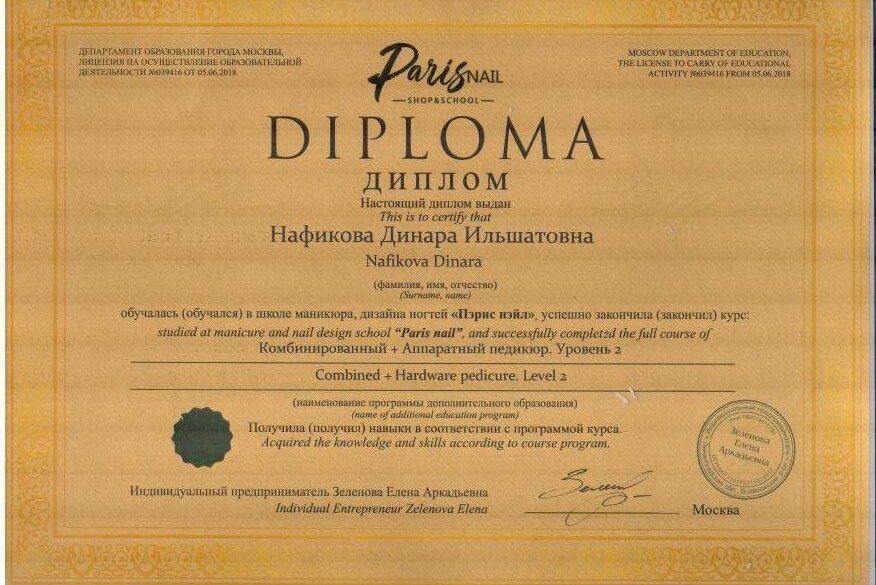 ДЕПАРТАМЕНТ ОБРАЗОВАНИЯ ГОРОДА МОСКВЫ,
ЛИЦЕНЗИЯ НА ОСУЩЕСТВЛЕНИЕ ОБРАЗОВАТЕЛЬНОЙ
ДЕЯТЕЛЬНОСТИ №039416 ОТ 05.06.2018
Paris NAIL
SHOP&SCHOOL
MOSCOW DEPARTMENT OF EDUCATION,
THE LICENSE TO CARRY OF EDUCATIONAL
ACTIVITY №039416 FROM 05.06.2018
DIPLOMA
ДИПЛОМ
Настоящий диплом выдан
This is to certify that
Нафикова Динара Ильшатовна
Nafikova Dinara
(фамилия, имя, отчество)
(Surname, name)
обучалась (обучался) в школе маникюра, дизайна ногтей «Пэрис нэйл», успешно закончила (закончил) курс:
studied at manicure and nail design school "Paris nail", and successfully completed the full course of
Комбинированный + Аппаратный педикюр. Уровень 2
Combined + Hardware pedicure. Level 2
(наименование программы дополнительного образования)
(name of additional education program)
Получила (получил) навыки в соответствии с программой курса.
Acquired the knowledge and skills according to course program.
Зеленова
Елена
Аркадьевна
Индивидуальный предприниматель Зеленова Елена Аркадьевна
Individual Entrepreneur Zelenova Elena
Москва